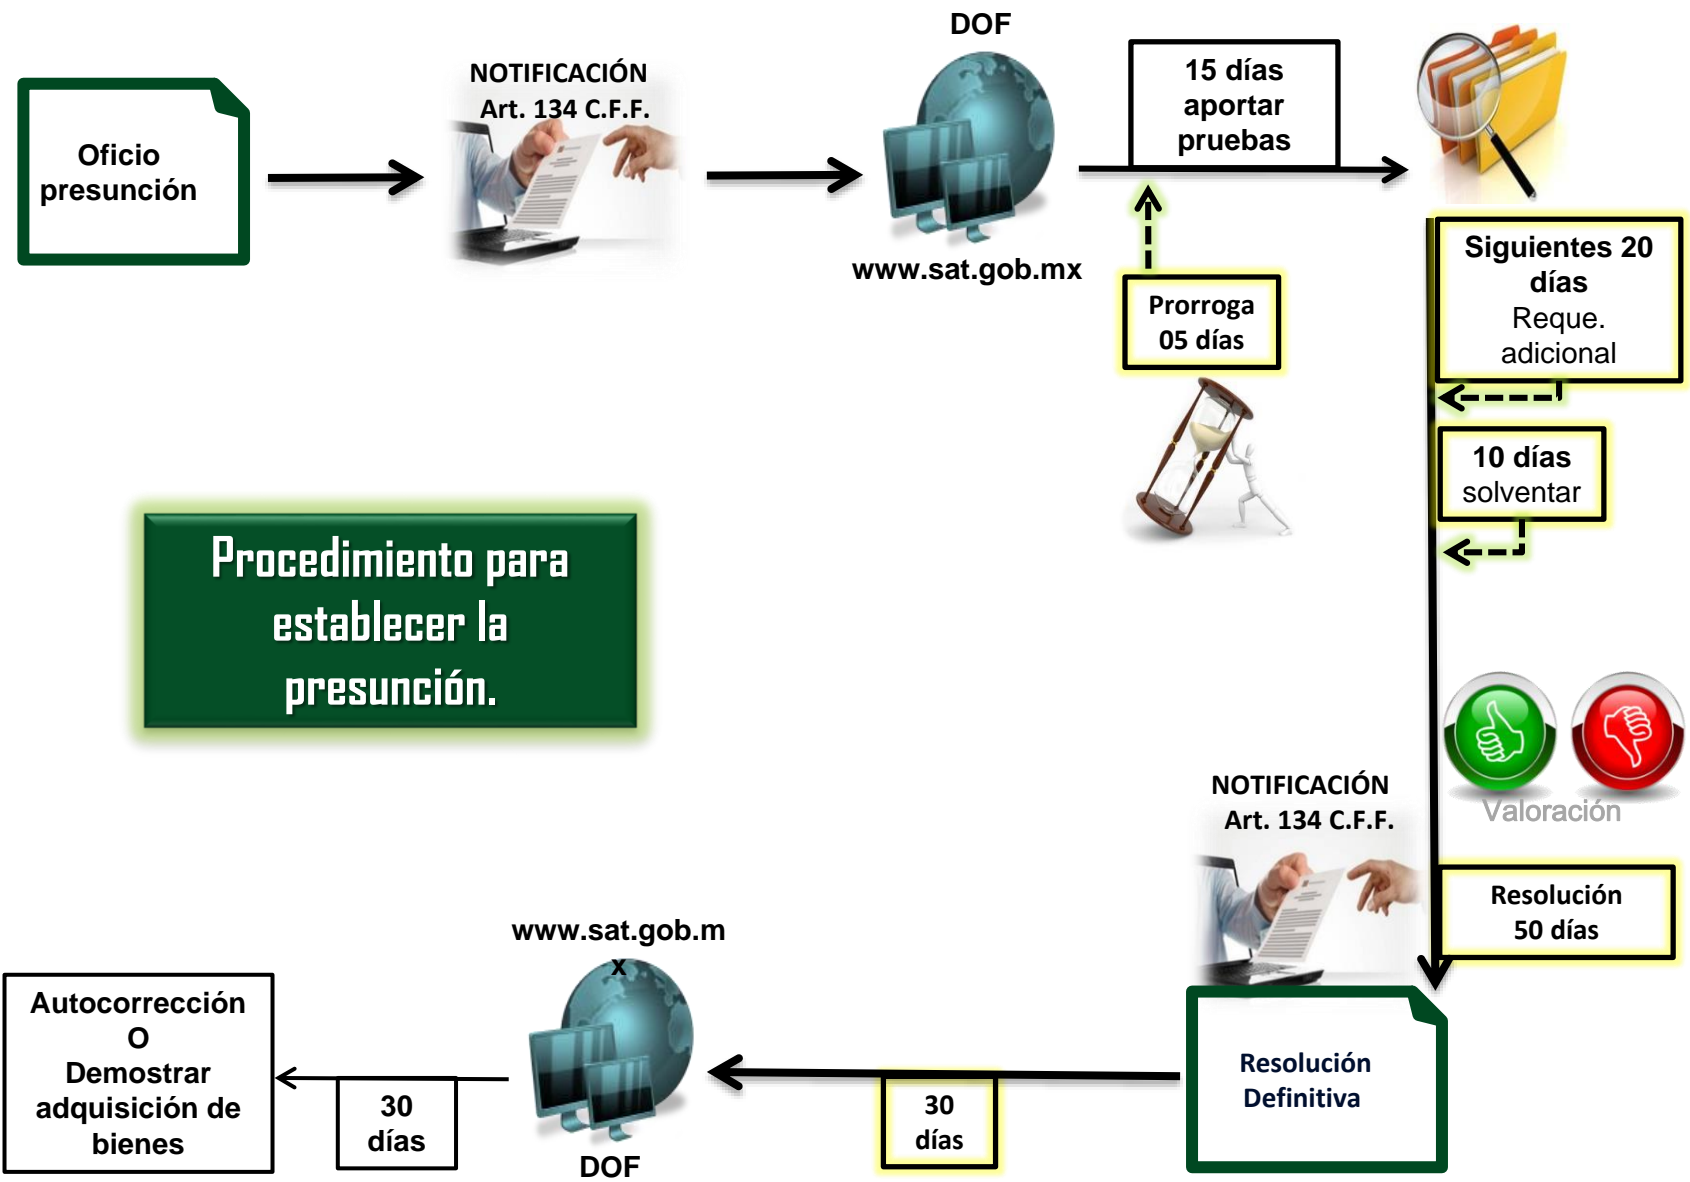 Oficio
presunción
NOTIFICACIÓN
Art. 134 C.F.F.
DOF
www.sat.gob.mx
15 días
aportar
pruebas
Prorroga
05 días
Siguientes 20
días
Reque.
adicional
10 días
solventar
Procedimiento para
establecer la
presunción.
Valoración
Resolución
50 días
NOTIFICACIÓN
Art. 134 C.F.F.
Resolución
Definitiva
30
días
www.sat.gob.m
x
DOF
30
días
Autocorrección
O
Demostrar
adquisición de
bienes